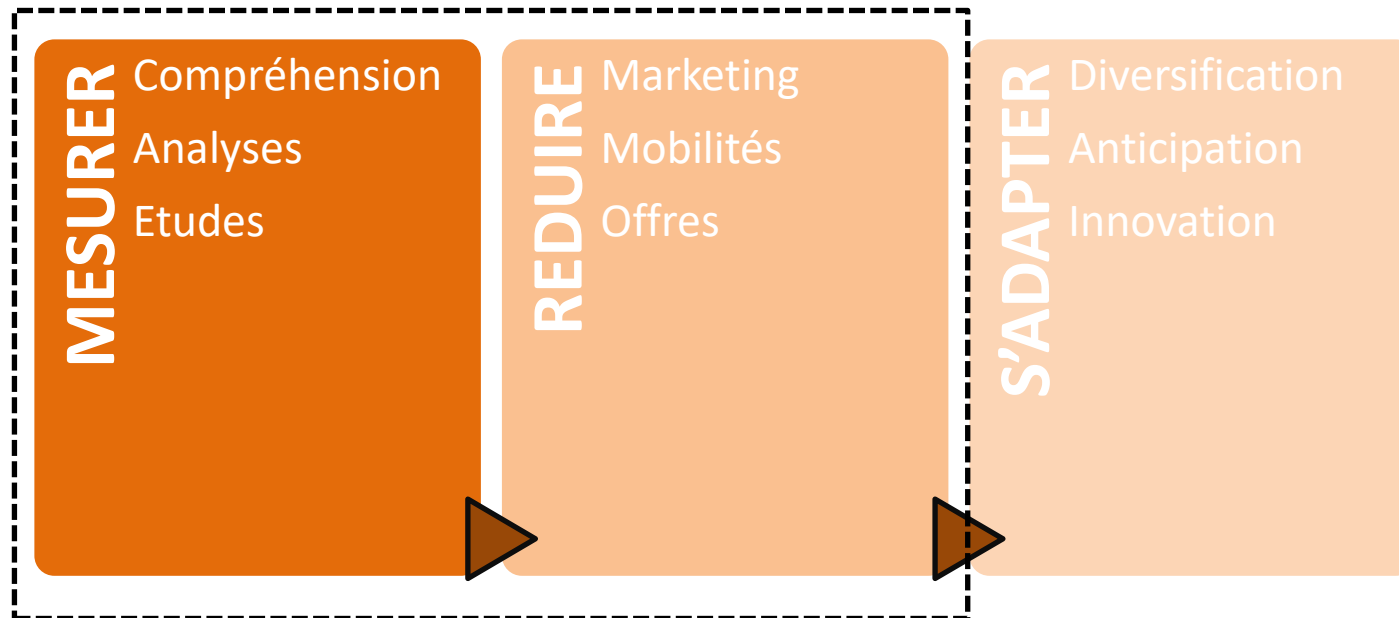 MESURER
Compréhension
Analyses
Etudes
REDUIRE
Marketing
Mobilités
Offres
S’ADAPTER
Diversification
Anticipation
Innovation